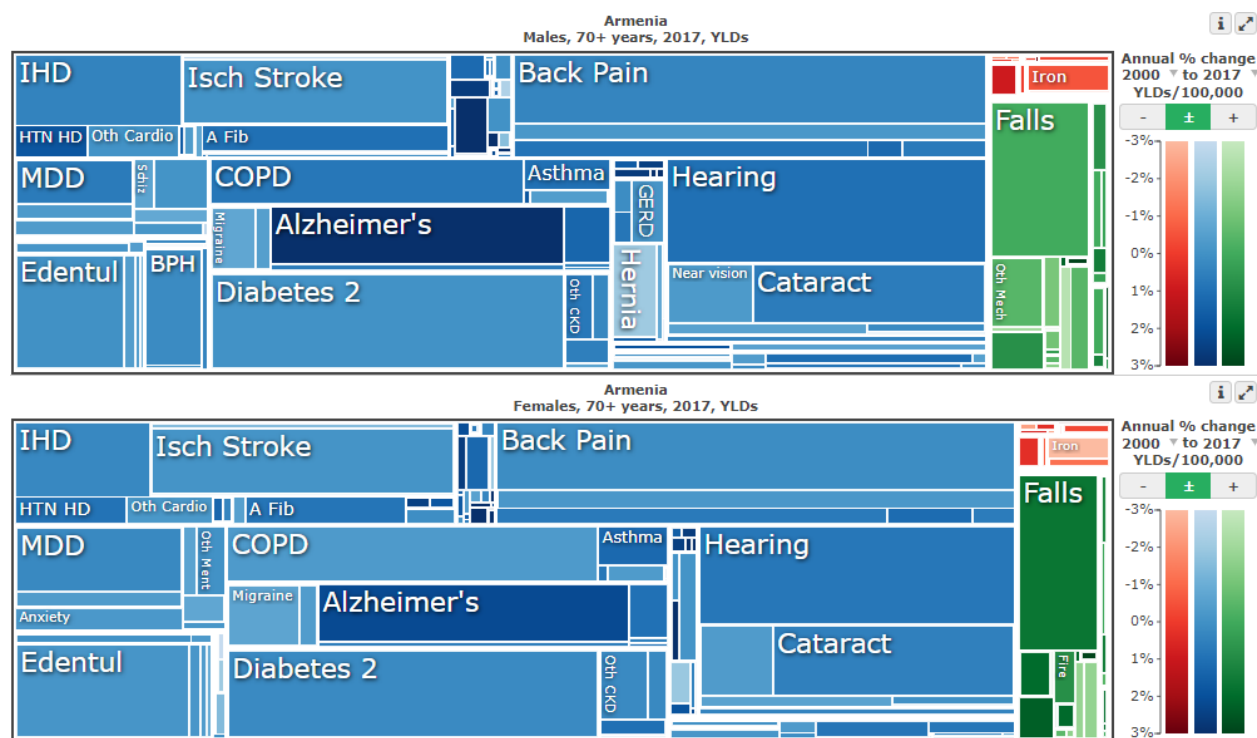 Armenia
Males, 70+ years, 2017, YLDs
i
IHD
Isch Stroke
Back Pain
Iron
HTN HD
Oth Cardio
A Fib
Falls
MDD
Schiz
COPD
Asthma
Hearing
Migraine
Alzheimer's
GERD
Edentul
BPH
Diabetes 2
Oth CKD
Hernia
Near vision
Cataract
Oth Mech
Annual % change
2000 ▼ to 2017 ▼
YLDs/100,000
- ± +
-3%
-2%
-1%
0%
1%
2%
3%
Armenia
Females, 70+ years, 2017, YLDs
i
IHD
Isch Stroke
Back Pain
Iron
HTN HD
Oth Cardio
A Fib
Falls
MDD
Oth Ment
COPD
Asthma
Hearing
Anxiety
Migraine
Alzheimer's
Edentul
Diabetes 2
Oth CKD
Cataract
Fire
Annual % change
2000 ▼ to 2017 ▼
YLDs/100,000
- ± +
-3%
-2%
-1%
0%
1%
2%
3%